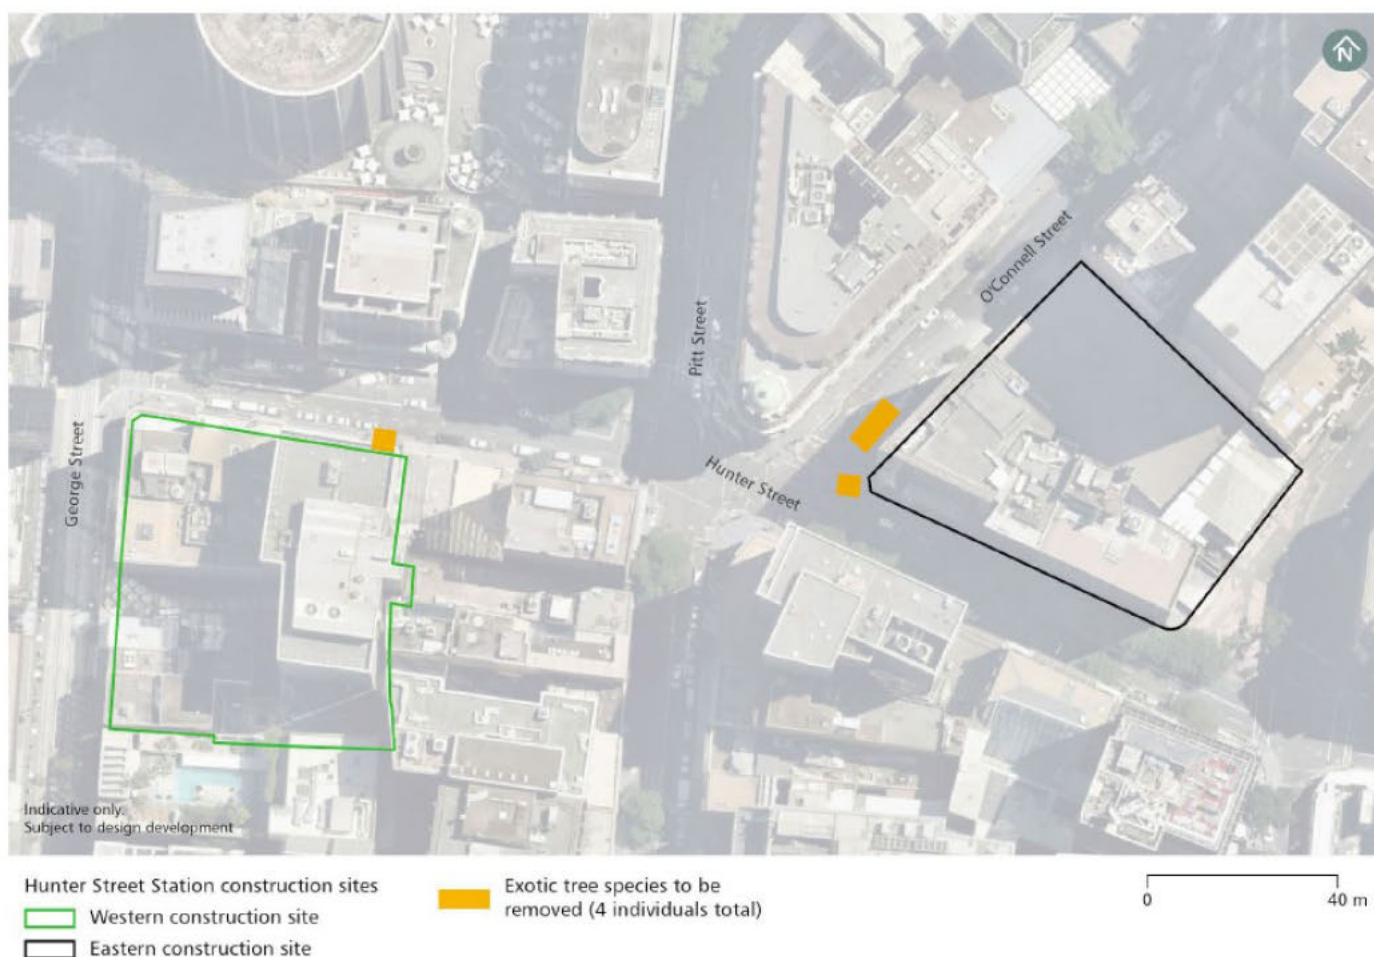 N
O'Connell Street
Pitt Street
George Street
Hunter Street
Indicative only.
Subject to design development
Hunter Street Station construction sites
Western construction site
Eastern construction site
Exotic tree species to be
removed (4 individuals total)
0 40 m